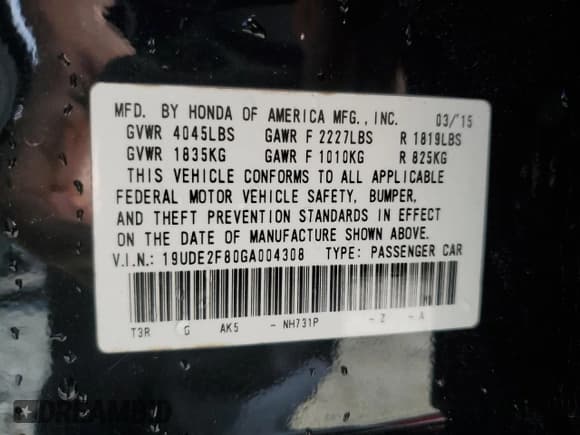 MFD. BY HONDA OF AMERICA MFG., INC. 03/'15
GVWR 4045LBS GAWR F 2227LBS R 1819LBS
GVWR 1835KG GAWR F 1010KG R 825KG
THIS VEHICLE CONFORMS TO ALL APPLICABLE
FEDERAL MOTOR VEHICLE SAFETY, BUMPER,
AND THEFT PREVENTION STANDARDS IN EFFECT
ON THE DATE OF MANUFACTURE SHOWN ABOVE.
V.I.N.: 19UDE2F80GA004308 TYPE: PASSENGER CAR
T3R G AK5 - NH731P - Z - A
DREAMBID